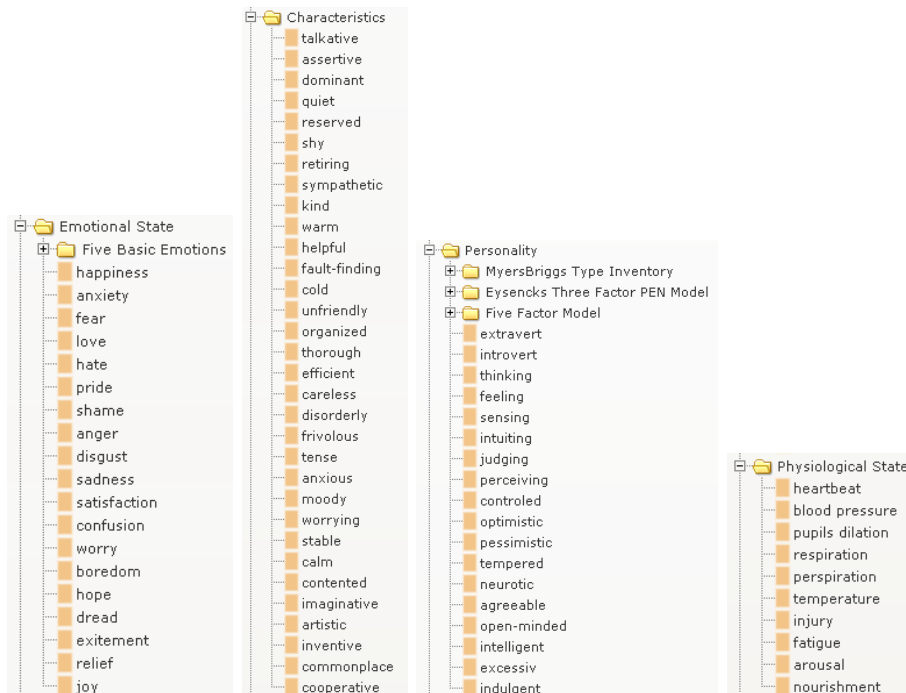 Emotional State
Five Basic Emotions
happiness
anxiety
fear
love
hate
pride
shame
anger
disgust
sadness
satisfaction
confusion
worry
boredom
hope
dread
exitement
relief
joy
Characteristics
talkative
assertive
dominant
quiet
reserved
shy
retiring
sympathetic
kind
warm
helpful
fault-finding
cold
unfriendly
organized
thorough
efficient
careless
disorderly
frivolous
tense
anxious
moody
worrying
stable
calm
contented
imaginative
artistic
inventive
commonplace
cooperative
Personality
MyersBriggs Type Inventory
Eysencks Three Factor PEN Model
Five Factor Model
extravert
introvert
thinking
feeling
sensing
intuiting
judging
perceiving
controled
optimistic
pessimistic
tempered
neurotic
agreeable
open-minded
intelligent
excessiv
indulgent
Physiological State
heartbeat
blood pressure
pupils dilation
respiration
perspiration
temperature
injury
fatigue
arousal
nourishment